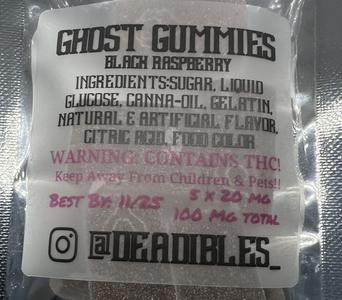 GHOST GUMMIES
BLACK RASPBERRY
INGREDIENTS:SUGAR, LIQUID
GLUCOSE, CANNA-OIL, GELATIN,
NATURAL & ARTIFICIAL FLAVOR,
CITRIC ACID, FOOD COLOR
WARNING: CONTAINS THC!
Keep Away From Children & Pets!!
BEST BY: 11/25 5 X 20 MG
100 MG TOTAL
@DEADIBLES_